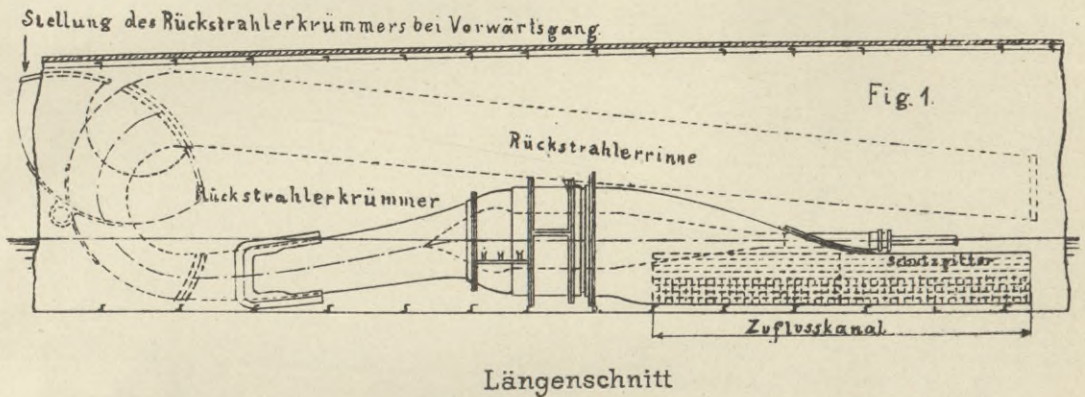 Stellung des Rückstrahlerkrümmers bei Vorwärtsgang.
Fig. 1.
Rückstrahlerrinne
Rückstrahlerkrümmer
Schutzgitter
Zuflusskanal
Längenschnitt